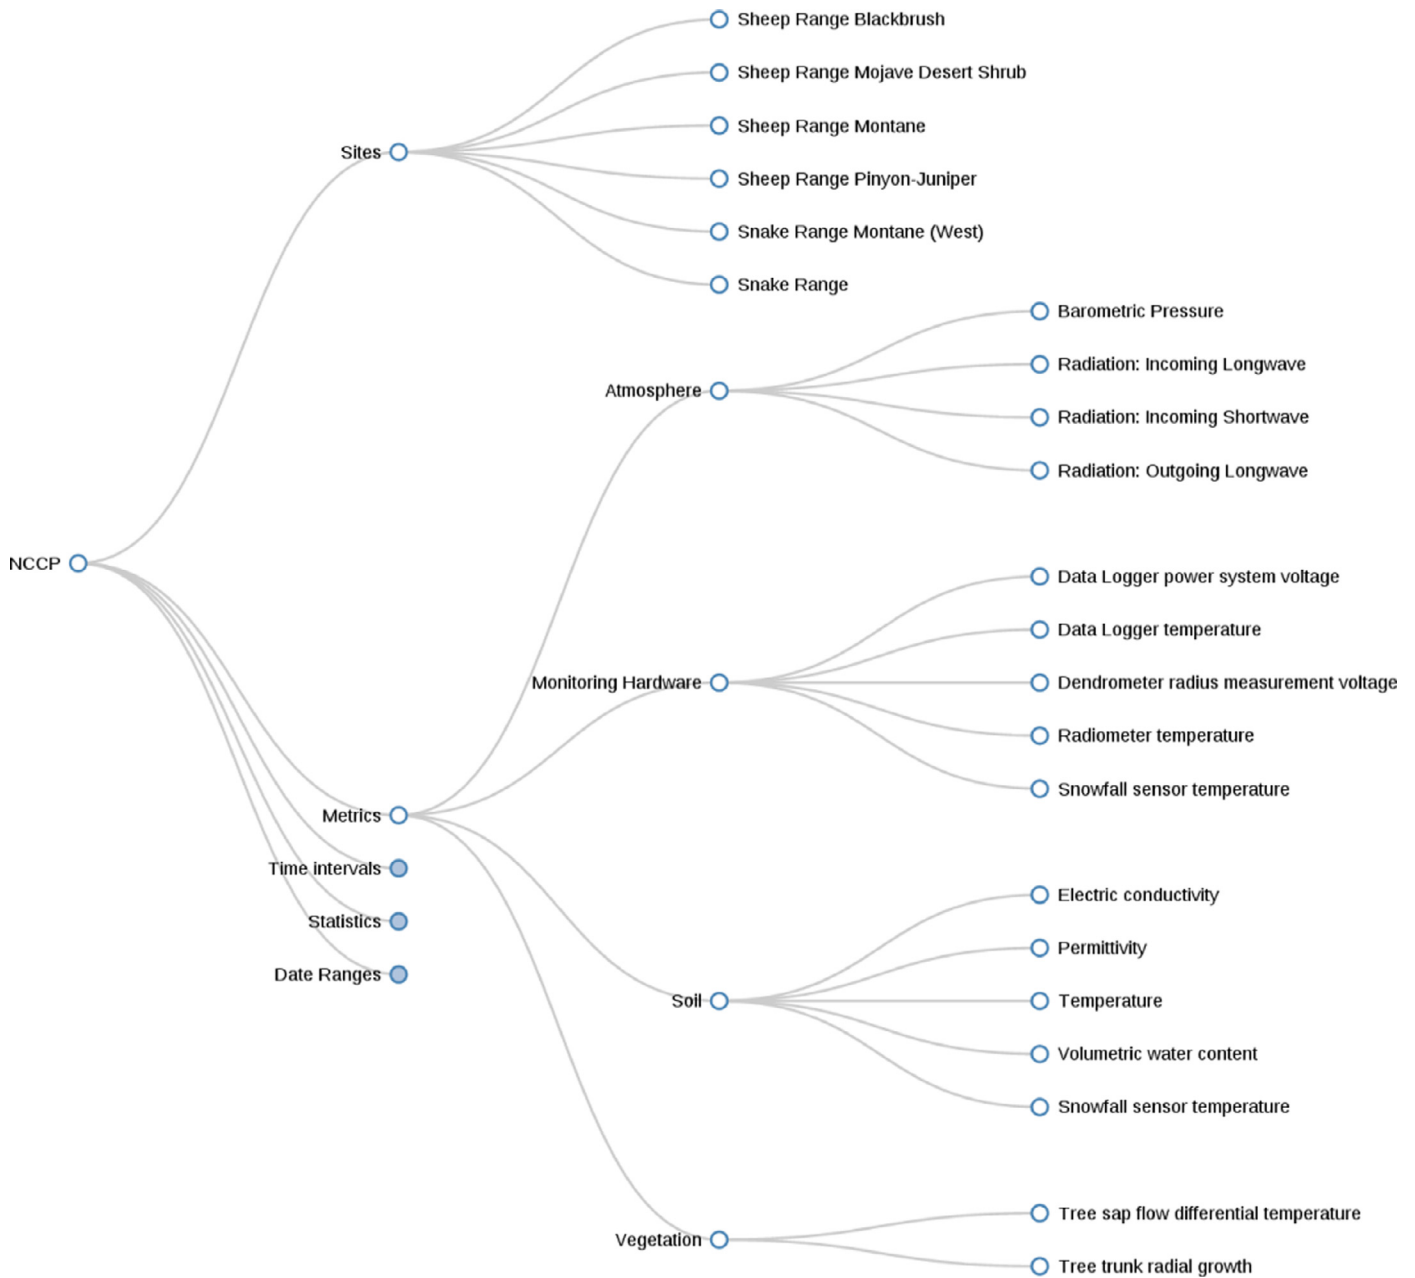 Sheep Range Blackbrush
Sheep Range Mojave Desert Shrub
Sheep Range Montane
Sites
Sheep Range Pinyon-Juniper
Snake Range Montane (West)
Snake Range
Barometric Pressure
Radiation: Incoming Longwave
Atmosphere
Radiation: Incoming Shortwave
Radiation: Outgoing Longwave
NCCP
Data Logger power system voltage
Data Logger temperature
Monitoring Hardware
Dendrometer radius measurement voltage
Radiometer temperature
Snowfall sensor temperature
Metrics
Time intervals
Statistics
Date Ranges
Electric conductivity
Permittivity
Soil
Temperature
Volumetric water content
Snowfall sensor temperature
Vegetation
Tree sap flow differential temperature
Tree trunk radial growth